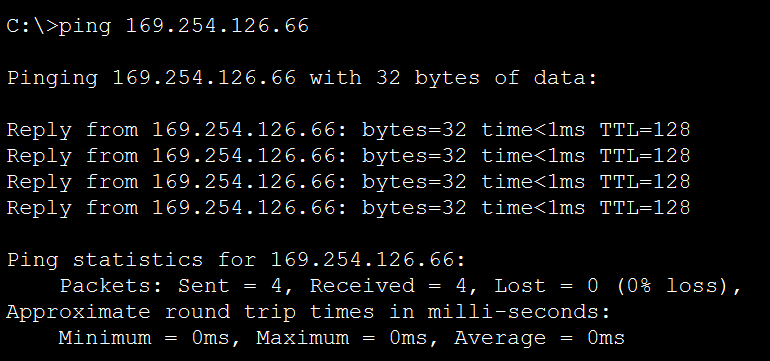 C:\>ping 169.254.126.66
Pinging 169.254.126.66 with 32 bytes of data:
Reply from 169.254.126.66: bytes=32 time<1ms TTL=128
Reply from 169.254.126.66: bytes=32 time<1ms TTL=128
Reply from 169.254.126.66: bytes=32 time<1ms TTL=128
Reply from 169.254.126.66: bytes=32 time<1ms TTL=128
Ping statistics for 169.254.126.66:
Packets: Sent = 4, Received = 4, Lost = 0 (0% loss),
Approximate round trip times in milli-seconds:
Minimum = 0ms, Maximum = 0ms, Average = 0ms